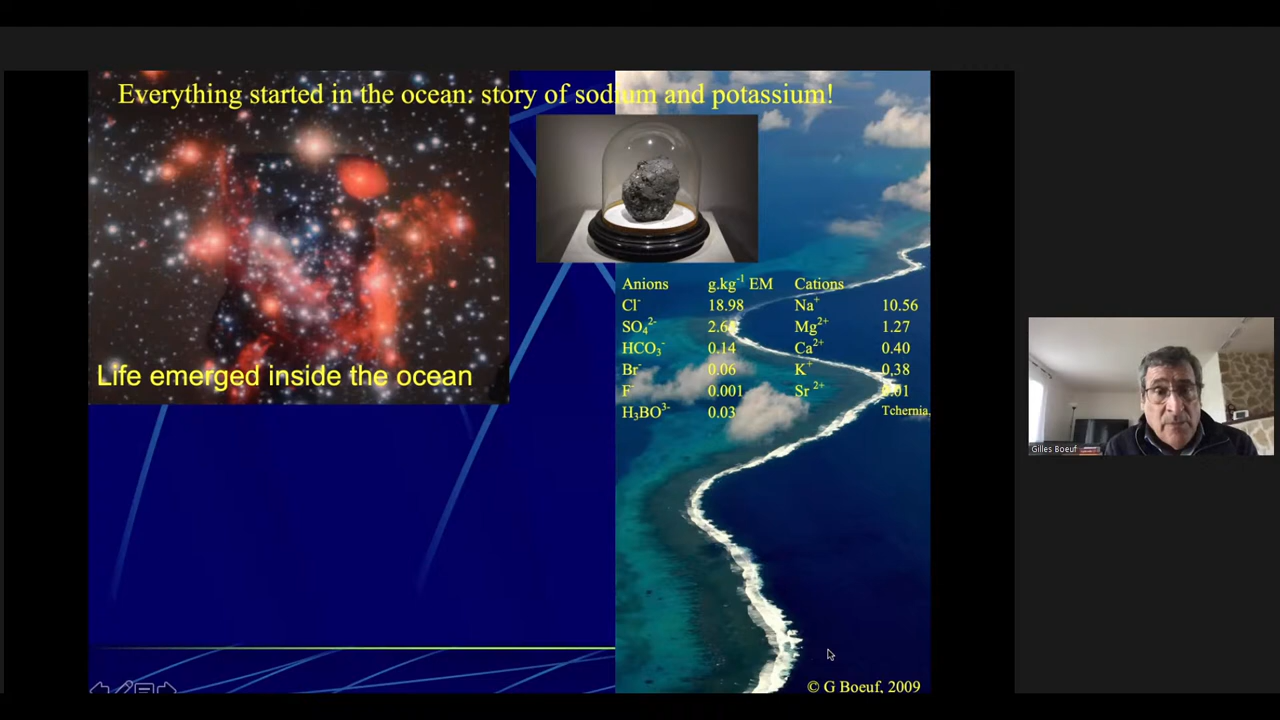 Everything started in the ocean: story of sodium and potassium!
Life emerged inside the ocean
Anions g.kg⁻¹ EM Cations
Cl⁻ 18.98 Na⁺ 10.56
SO₄²⁻ Mg²⁺ 1.27
HCO₃⁻ 0.14 Ca²⁺ 0.40
Br⁻ 0.06 K⁺ 0,38
F⁻ 0.001 Sr ²⁺
H₃BO³⁻ 0.03 Tchernia,
© G Boeuf, 2009
Gilles Boeuf